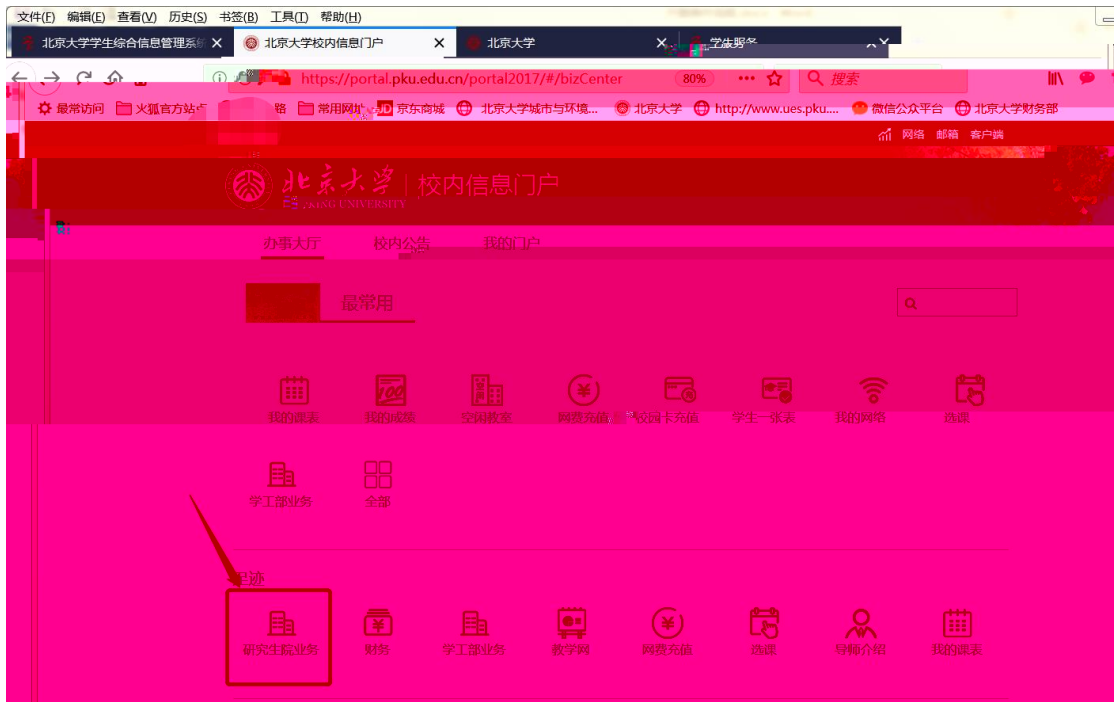 文件(F) 编辑(E) 查看(V) 历史(S) 书签(B) 工具(T) 帮助(H)
北京大学学生综合信息管理系统 北京大学校内信息门户 北京大学
https://portal.pku.edu.cn/portal2017/#/bizCenter 80% 搜索
最常访问 火狐官方站点 常用网址 JD 京东商城 北京大学城市与环境... 北京大学 http://www.ues.pku.... 微信公众平台 北京大学财务部
网络 邮箱 客户端
北京大学 校内信息门户
PEKING UNIVERSITY
办事大厅 校内公告 我的门户
最常用
100
我的课表 我的成绩 空闲教室 网费充值 校园卡充值 学生一张表 我的网络 选课
学工部业务 全部
足迹
研究生院业务 财务 学工部业务 教学网 网费充值 选课 导师介绍 我的课表